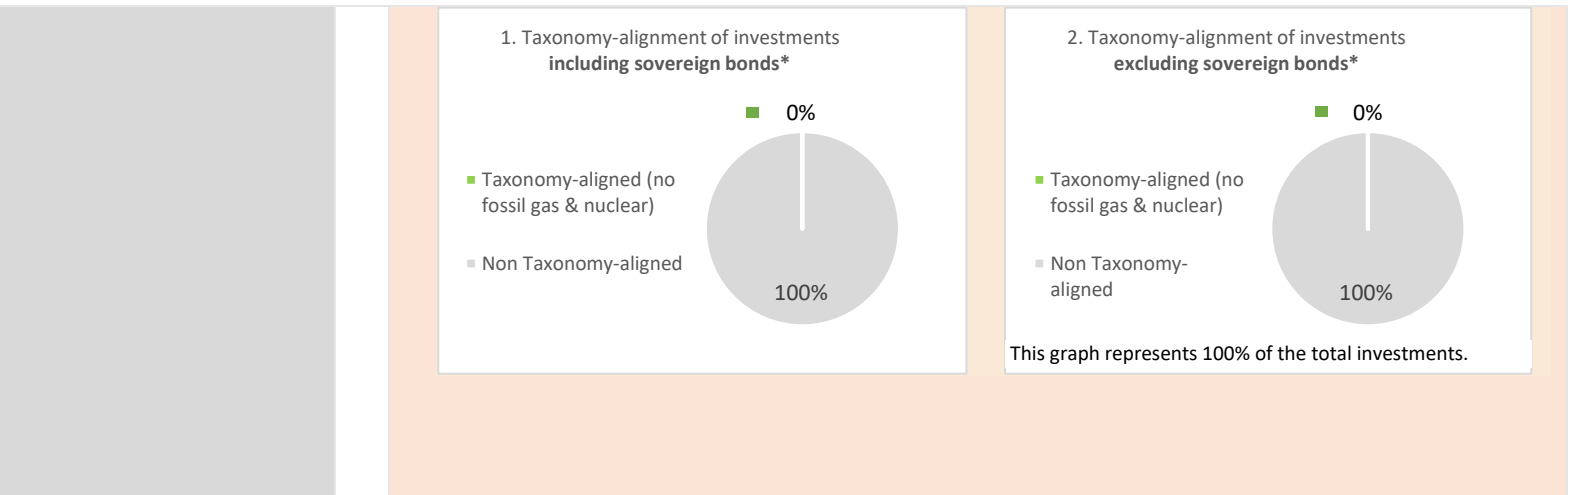 1. Taxonomy-alignment of investments
including sovereign bonds*
0%
Taxonomy-aligned (no
fossil gas & nuclear)
Non Taxonomy-aligned
100%
2. Taxonomy-alignment of investments
excluding sovereign bonds*
0%
Taxonomy-aligned (no
fossil gas & nuclear)
Non Taxonomy-
aligned
100%
This graph represents 100% of the total investments.